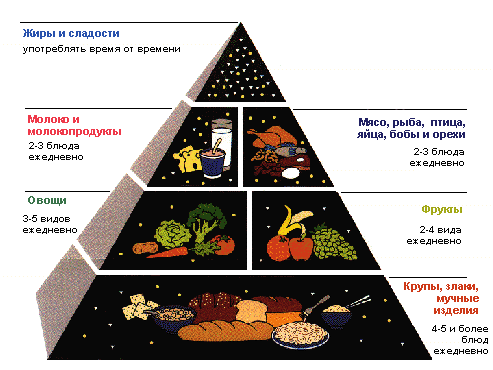 Жиры и сладости
употреблять время от времени
Молоко и
молокопродукты
2-3 блюда
ежедневно
Мясо, рыба, птица,
яйца, бобы и орехи
2-3 блюда
ежедневно
Овощи
3-5 видов
ежедневно
Фрукты
2-4 вида
ежедневно
Крупы, злаки,
мучные
изделия
4-5 и более
блюд
ежедневно